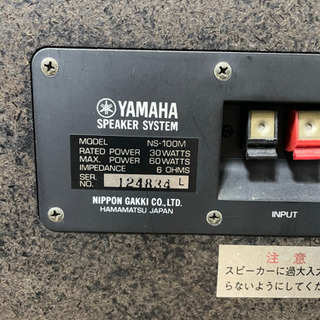 YAMAHA
SPEAKER SYSTEM
MODEL NS-100M
RATED POWER 30WATTS
MAX. POWER 60WATTS
IMPEDANCE 6 OHMS
SER. NO. 124834 L
NIPPON GAKKI CO., LTD.
HAMAMATSU JAPAN
INPUT
注意
スピーカーに過大入
らないようにしてくだ